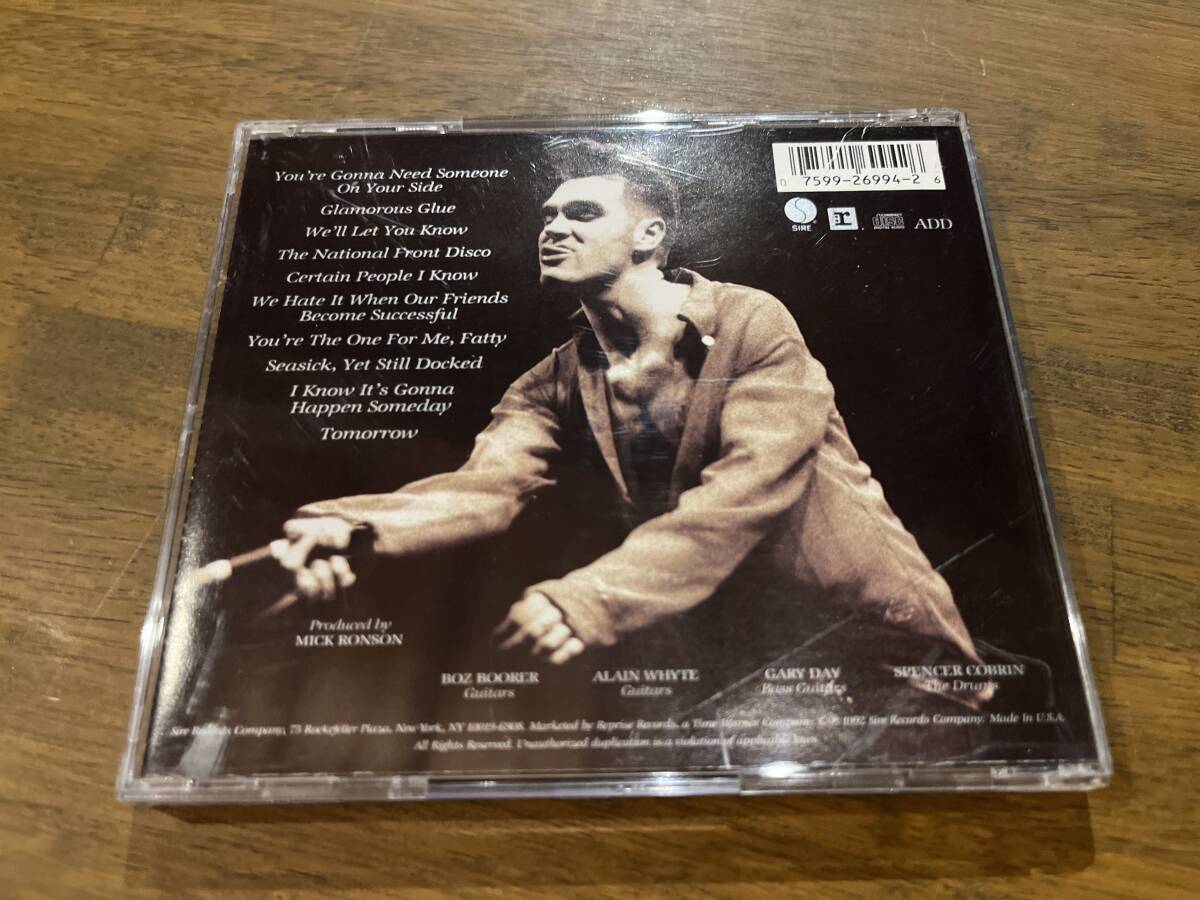 You're Gonna Need Someone
On Your Side
Glamorous Glue
We'll Let You Know
The National Front Disco
Certain People I Know
We Hate It When Our Friends
Become Successful
You're The One For Me, Fatty
Seasick, Yet Still Docked
I Know It's Gonna
Happen Someday
Tomorrow
0 7599-26994-2 6
SIRE
r
COMPACT
disc
DIGITAL AUDIO
ADD
Produced by
MICK RONSON
BOZ BOORER
Guitars
ALAIN WHYTE
Guitars
GARY DAY
Bass Guitars
SPENCER COBRIN
The Drums
Sire Records Company, 75 Rockefeller Plaza, New York, NY 10019-6908. Marketed by Reprise Records, a Time Warner Company. © ℗ 1992 Sire Records Company. Made in U.S.A.
All Rights Reserved. Unauthorized duplication is a violation of applicable laws.